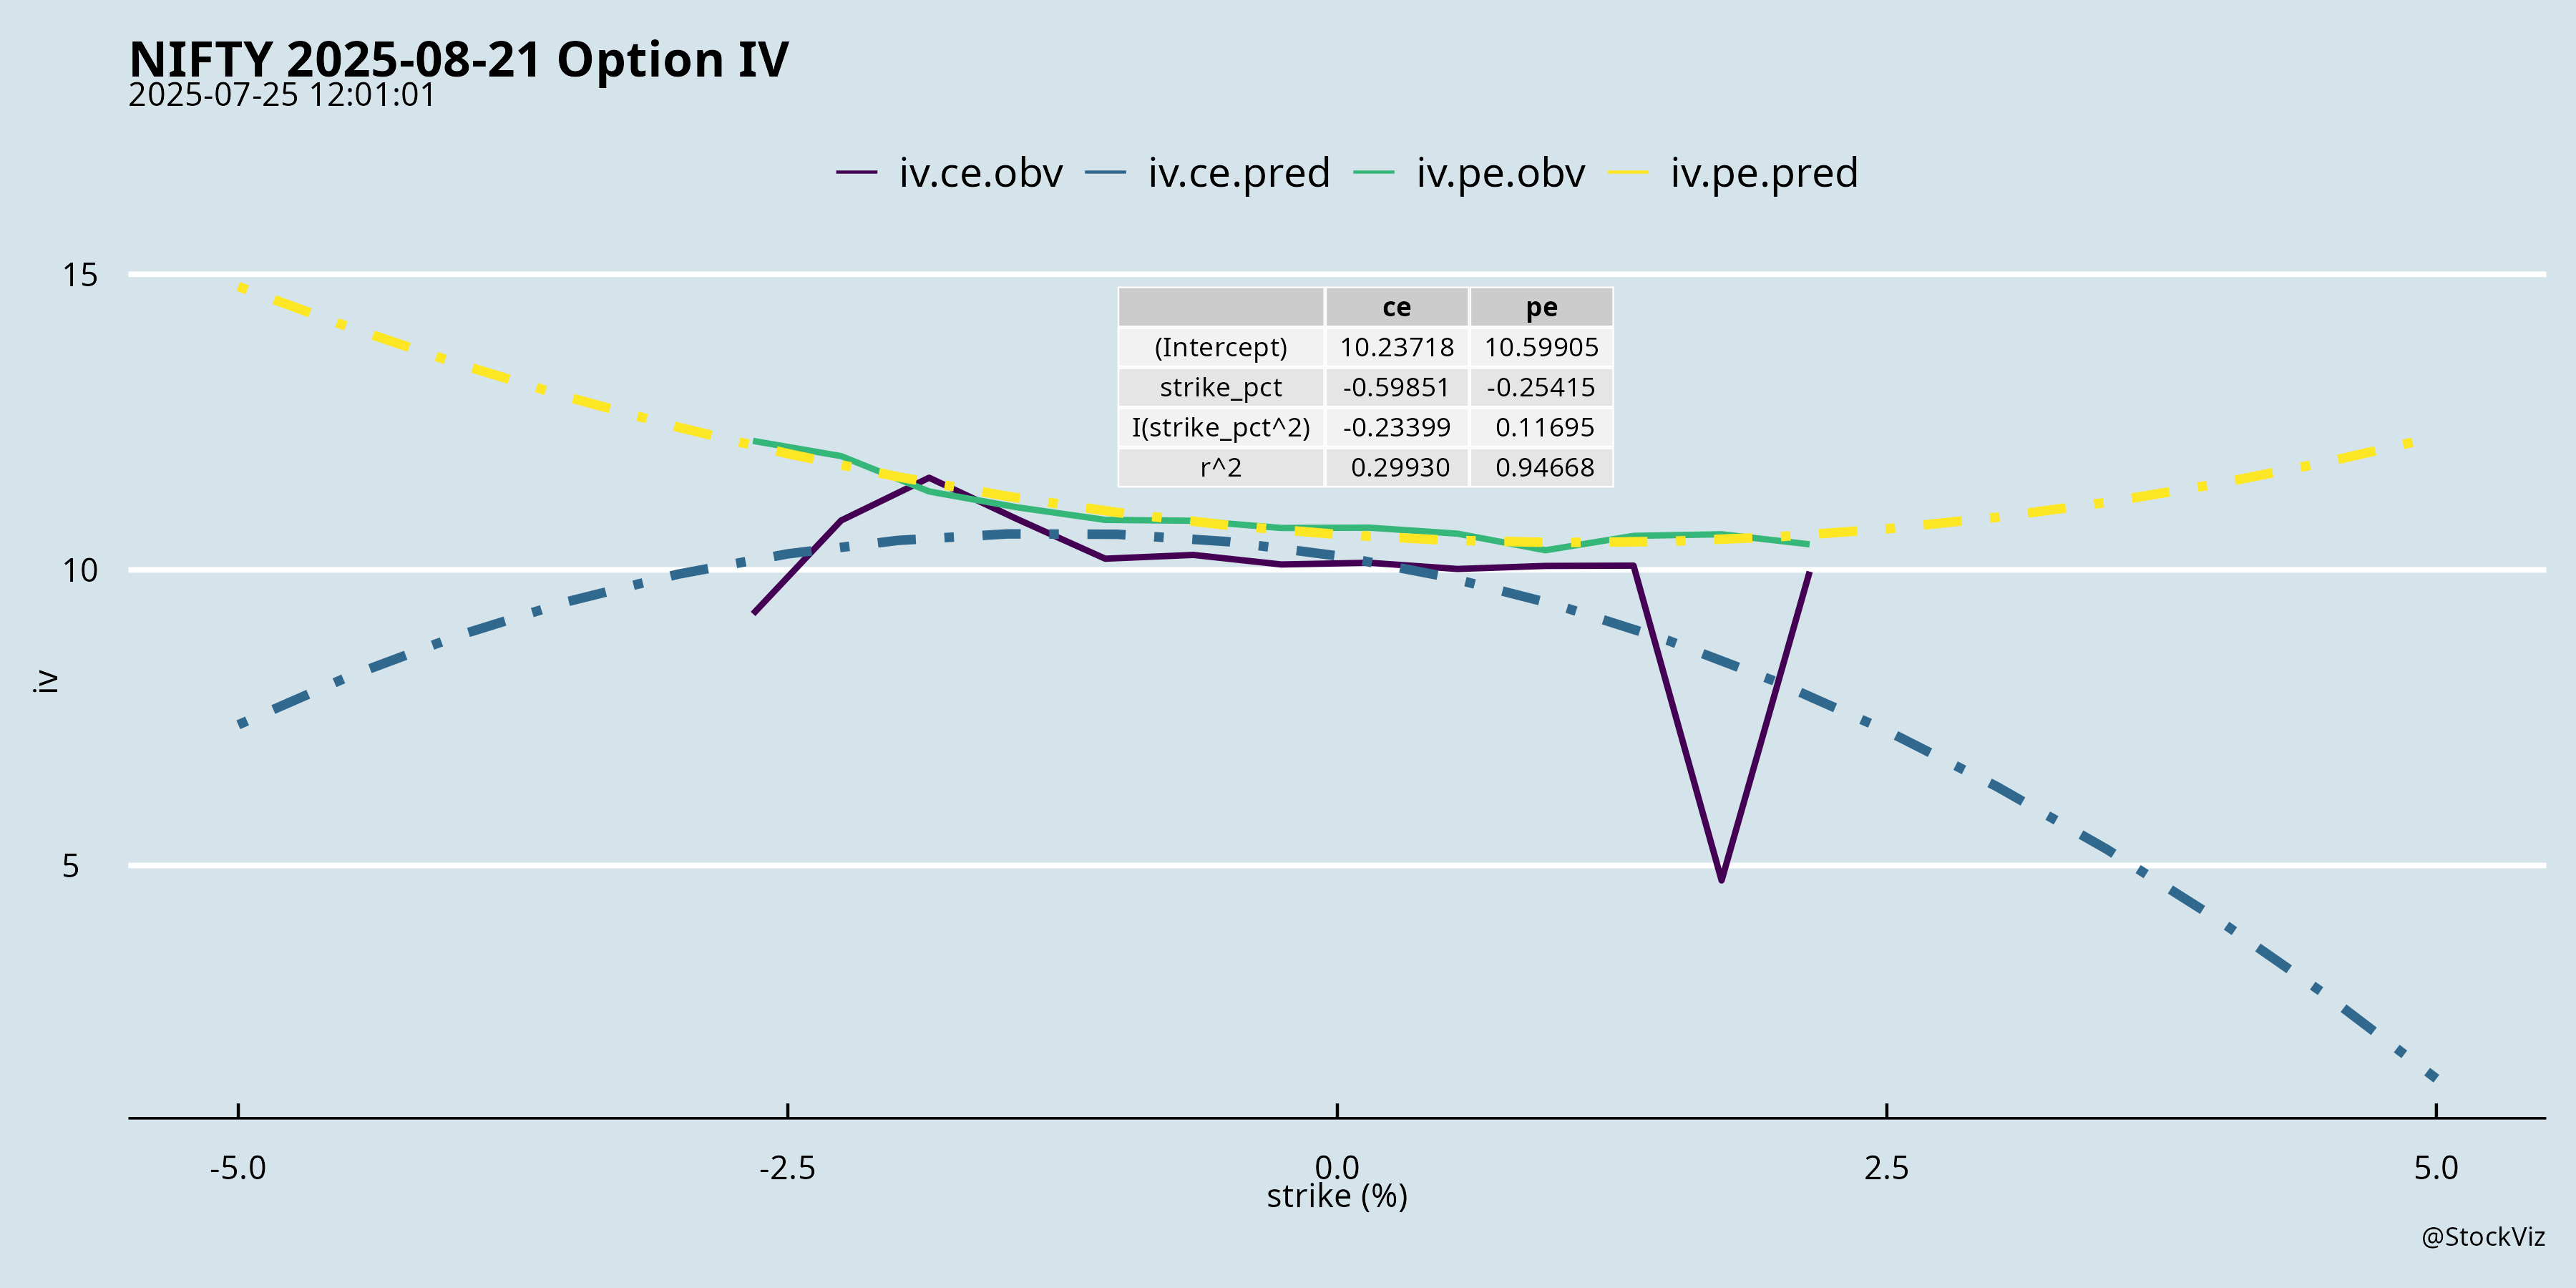 NIFTY 2025-08-21 Option IV
2025-07-25 12:01:01
iv.ce.obv iv.ce.pred iv.pe.obv iv.pe.pred
15
ce pe
(Intercept) 10.23718 10.59905
strike_pct -0.59851 -0.25415
I(strike_pct^2) -0.23399 0.11695
r^2 0.29930 0.94668
10
iv
5
-5.0 -2.5 0.0 2.5 5.0
strike (%)
@StockViz